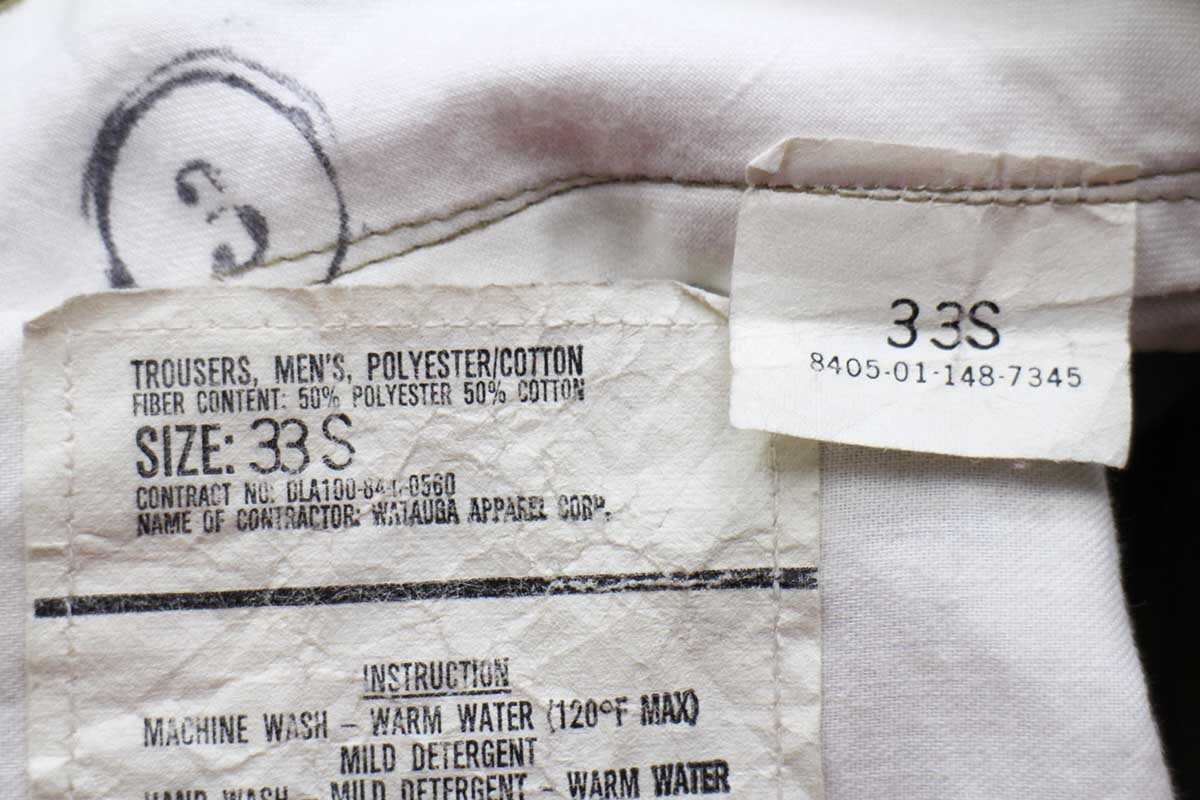 3
TROUSERS, MEN'S, POLYESTER/COTTON
FIBER CONTENT: 50% POLYESTER 50% COTTON
SIZE: 33 S
CONTRACT NO: DLA100-84- -0560
NAME OF CONTRACTOR: WATAUGA APPAREL CORP.
INSTRUCTION
MACHINE WASH – WARM WATER (120°F MAX)
MILD DETERGENT
HAND WASH – MILD DETERGENT – WARM WATER
33S
8405-01-148-7345